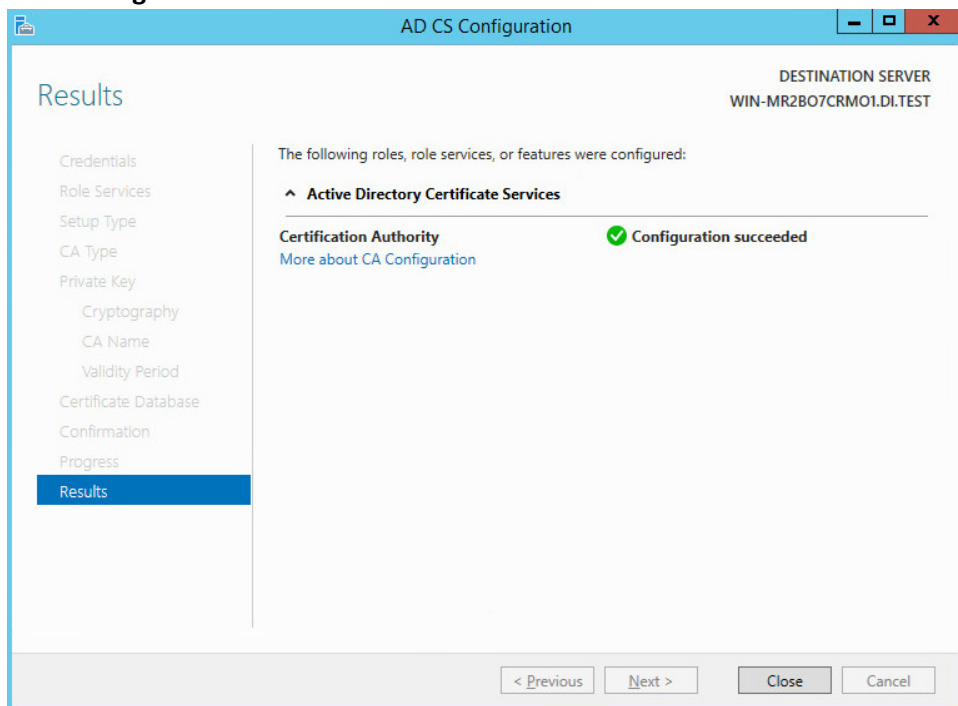 AD CS Configuration
Results
DESTINATION SERVER
WIN-MR2BO7CRMO1.DI.TEST
Credentials
Role Services
Setup Type
CA Type
Private Key
Cryptography
CA Name
Validity Period
Certificate Database
Confirmation
Progress
Results
The following roles, role services, or features were configured:
Active Directory Certificate Services
Certification Authority
Configuration succeeded
More about CA Configuration
< Previous
Next >
Close
Cancel